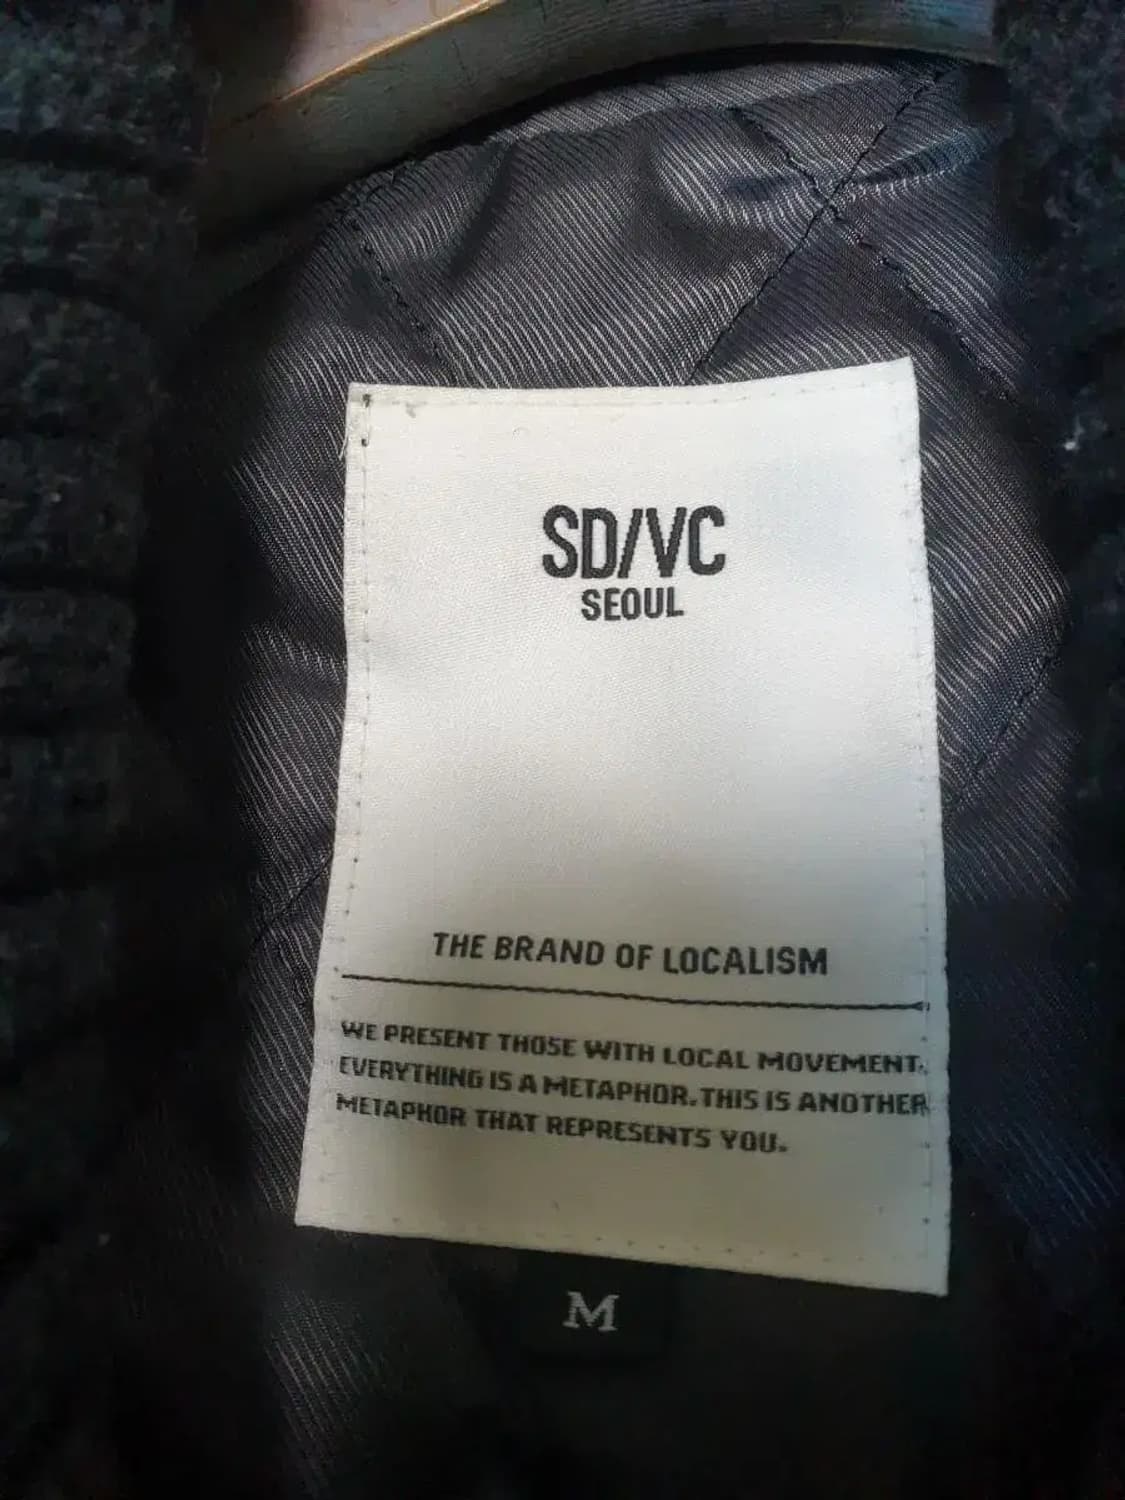 SD/VC
SEOUL
THE BRAND OF LOCALISM
WE PRESENT THOSE WITH LOCAL MOVEMENT.
EVERYTHING IS A METAPHOR. THIS IS ANOTHER
METAPHOR THAT REPRESENTS YOU.
M